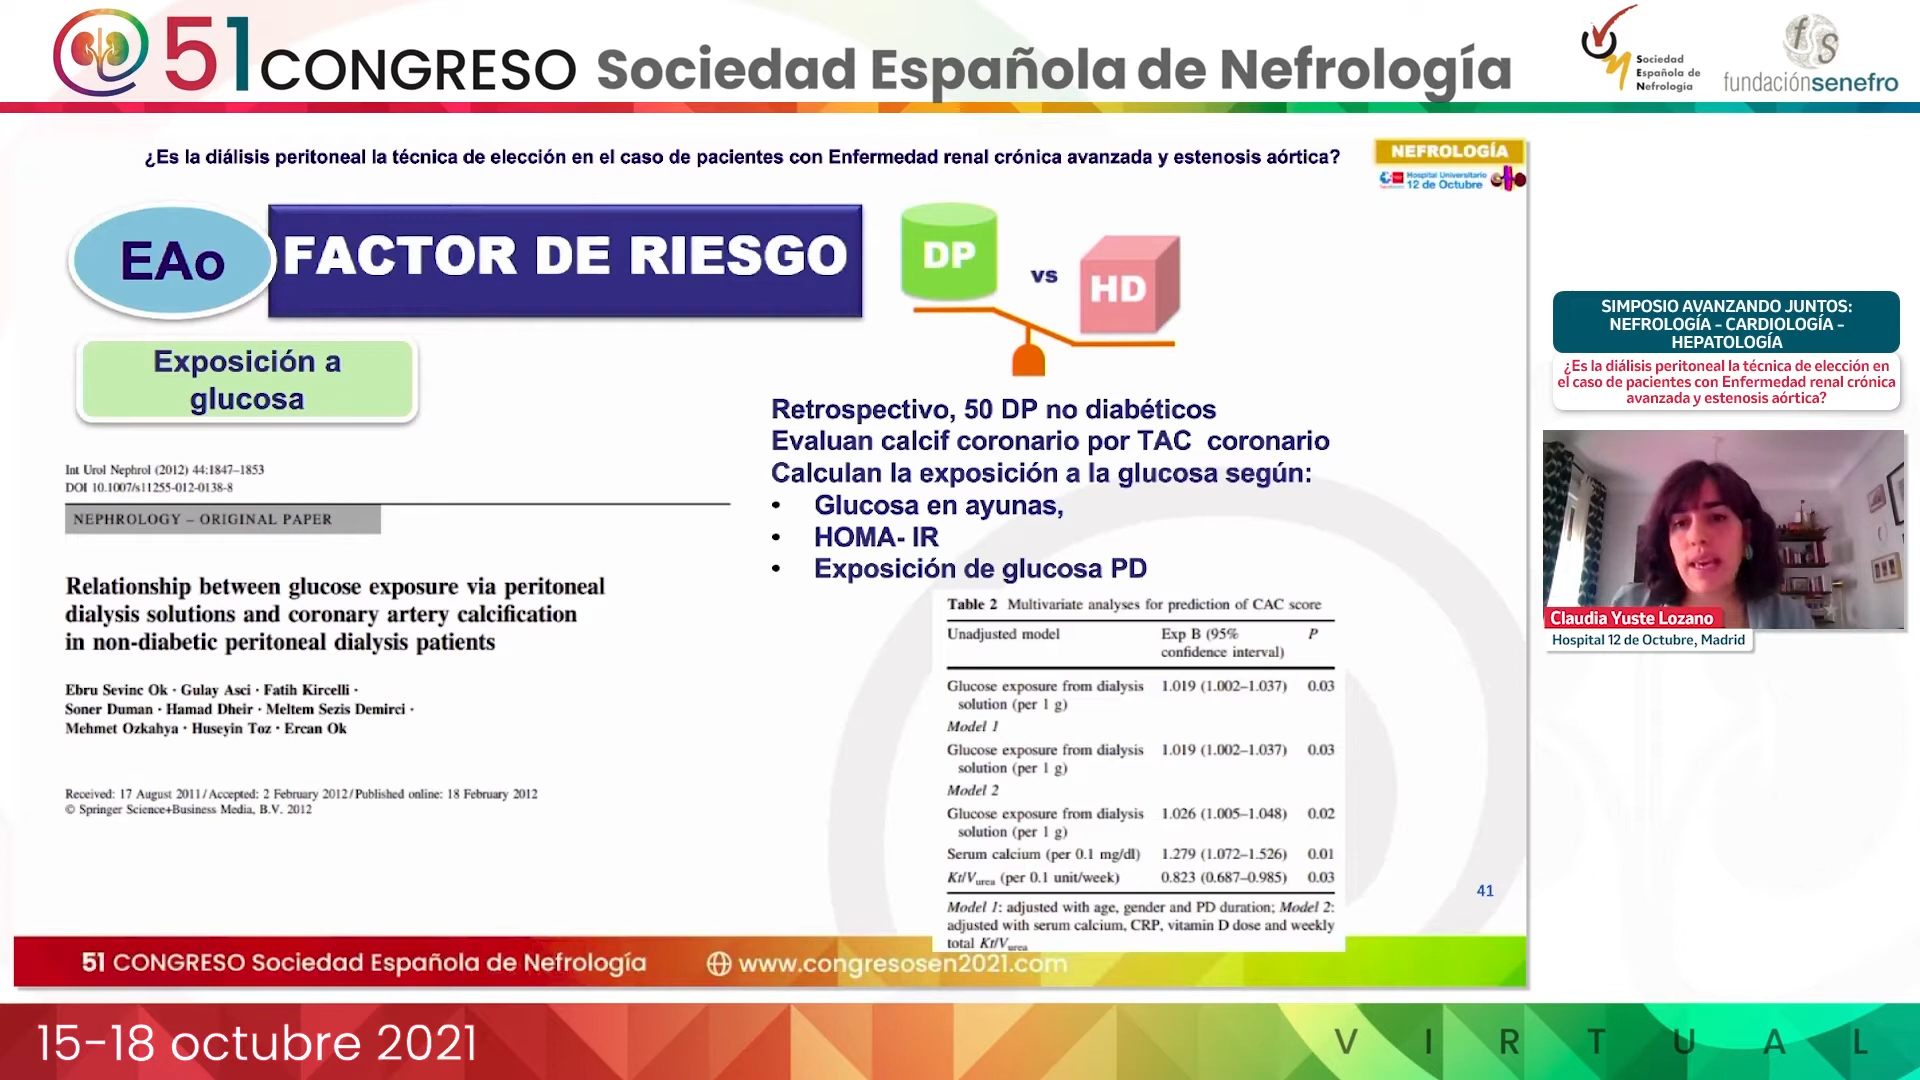 51 CONGRESO Sociedad Española de Nefrología
Sociedad
Española de
Nefrología
fs
fundaciónsenefro
¿Es la diálisis peritoneal la técnica de elección en el caso de pacientes con Enfermedad renal crónica avanzada y estenosis aórtica?
NEFROLOGÍA
Hospital Universitario
12 de Octubre
EAo
FACTOR DE RIESGO
DP
vs
HD
Exposición a
glucosa
Int Urol Nephrol (2012) 44:1847–1853
DOI 10.1007/s11255-012-0138-8
NEPHROLOGY – ORIGINAL PAPER
Relationship between glucose exposure via peritoneal
dialysis solutions and coronary artery calcification
in non-diabetic peritoneal dialysis patients
Ebru Sevinc Ok · Gulay Asci · Fatih Kircelli ·
Soner Duman · Hamad Dheir · Meltem Sezis Demirci ·
Mehmet Ozkahya · Huseyin Toz · Ercan Ok
Received: 17 August 2011 / Accepted: 2 February 2012 / Published online: 18 February 2012
© Springer Science+Business Media, B.V. 2012
Retrospectivo, 50 DP no diabéticos
Evaluan calcif coronario por TAC coronario
Calculan la exposición a la glucosa según:
• Glucosa en ayunas,
• HOMA- IR
• Exposición de glucosa PD
Table 2 Multivariate analyses for prediction of CAC score
Unadjusted model Exp B (95% P
confidence interval)
Glucose exposure from dialysis 1.019 (1.002–1.037) 0.03
solution (per 1 g)
Model 1
Glucose exposure from dialysis 1.019 (1.002–1.037) 0.03
solution (per 1 g)
Model 2
Glucose exposure from dialysis 1.026 (1.005–1.048) 0.02
solution (per 1 g)
Serum calcium (per 0.1 mg/dl) 1.279 (1.072–1.526) 0.01
Kt/Vurea (per 0.1 unit/week) 0.823 (0.687–0.985) 0.03
Model 1: adjusted with age, gender and PD duration; Model 2:
adjusted with serum calcium, CRP, vitamin D dose and weekly
total Kt/Vurea
41
51 CONGRESO Sociedad Española de Nefrología
www.congresosen2021.com
SIMPOSIO AVANZANDO JUNTOS:
NEFROLOGÍA - CARDIOLOGÍA -
HEPATOLOGÍA
¿Es la diálisis peritoneal la técnica de elección en
el caso de pacientes con Enfermedad renal crónica
avanzada y estenosis aórtica?
Claudia Yuste Lozano
Hospital 12 de Octubre, Madrid
15-18 octubre 2021
VIRTUAL